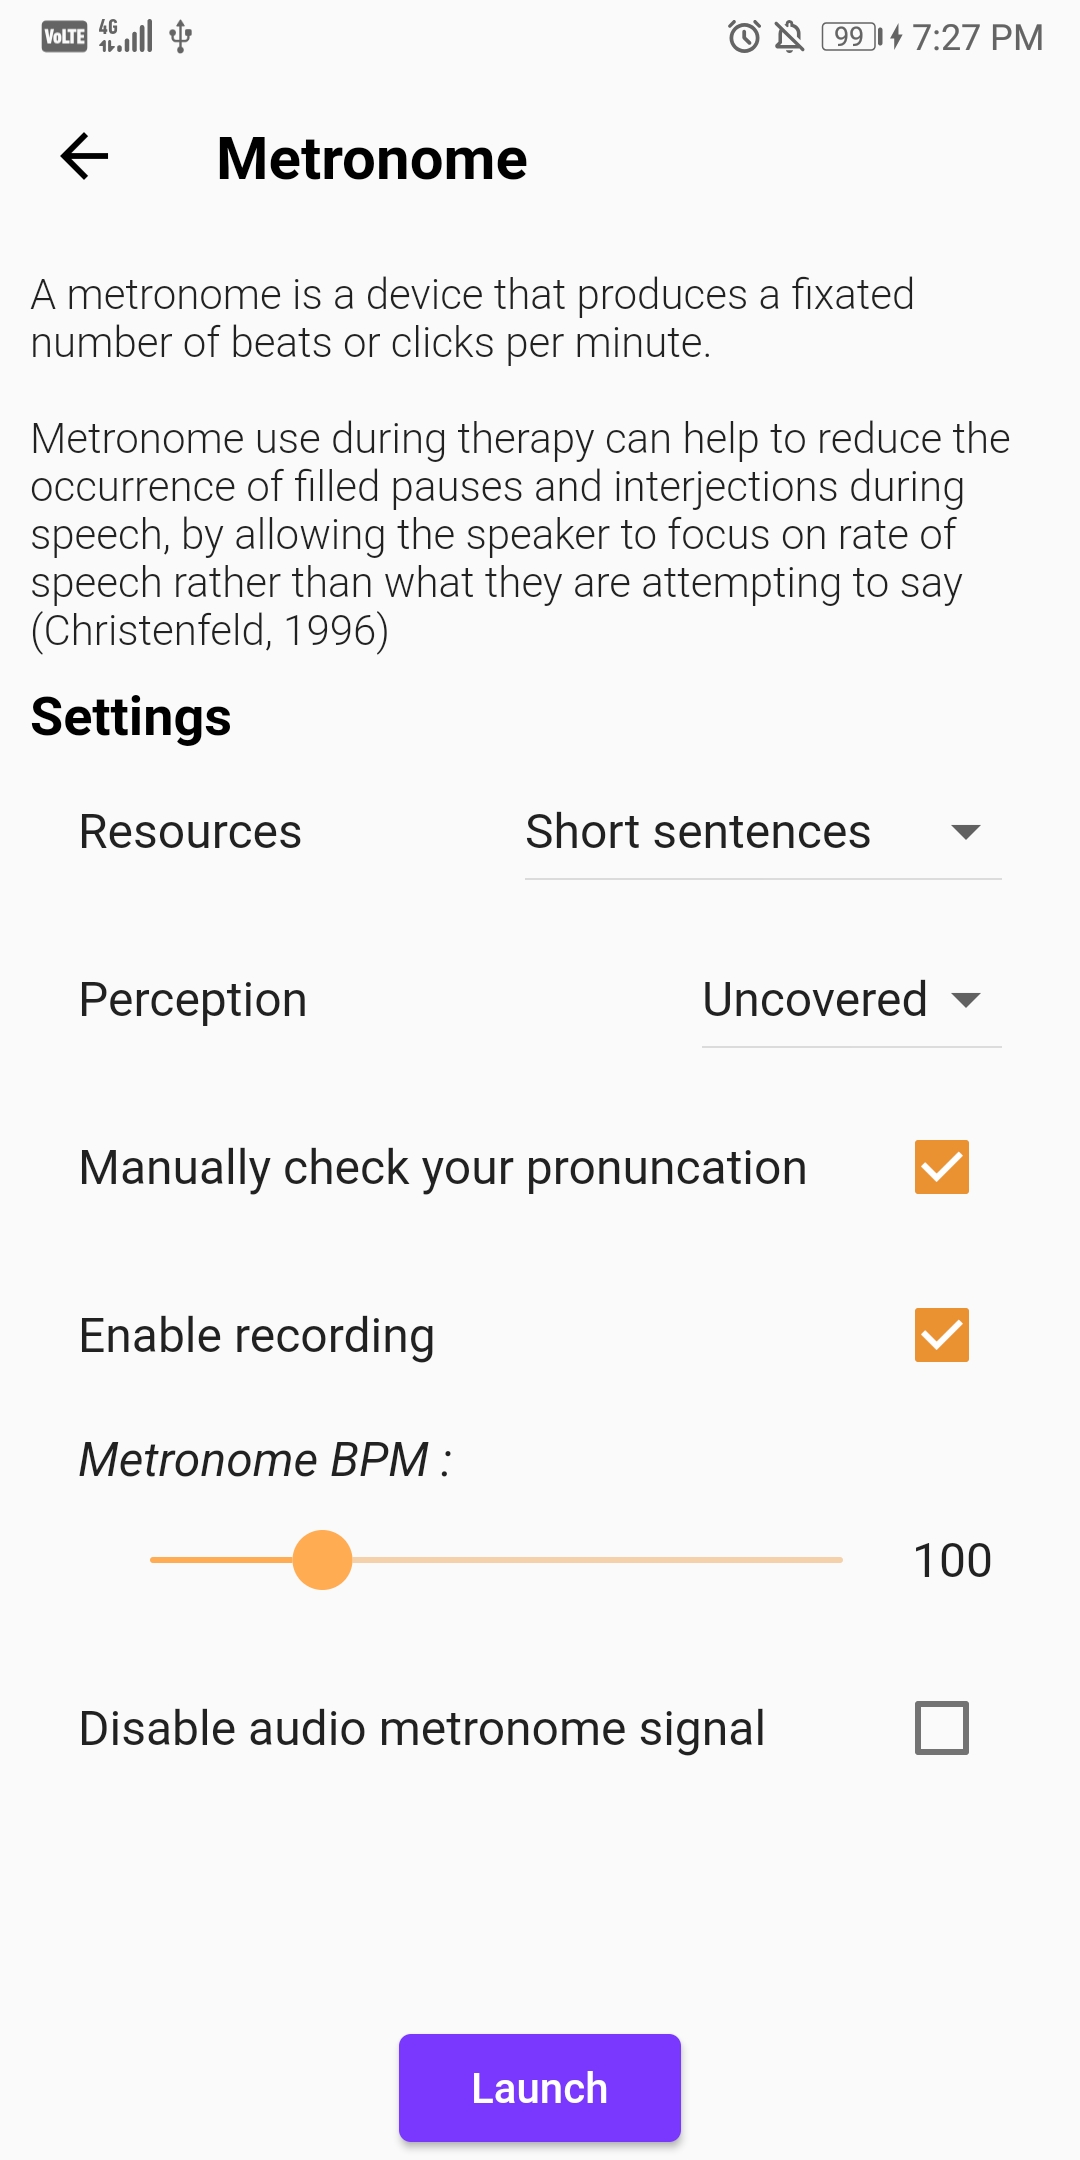 VoLTE 4G 99 7:27 PM
Metronome
A metronome is a device that produces a fixated
number of beats or clicks per minute.
Metronome use during therapy can help to reduce the
occurrence of filled pauses and interjections during
speech, by allowing the speaker to focus on rate of
speech rather than what they are attempting to say
(Christenfeld, 1996)
Settings
Resources Short sentences
Perception Uncovered
Manually check your pronuncation
Enable recording
Metronome BPM :
100
Disable audio metronome signal
Launch